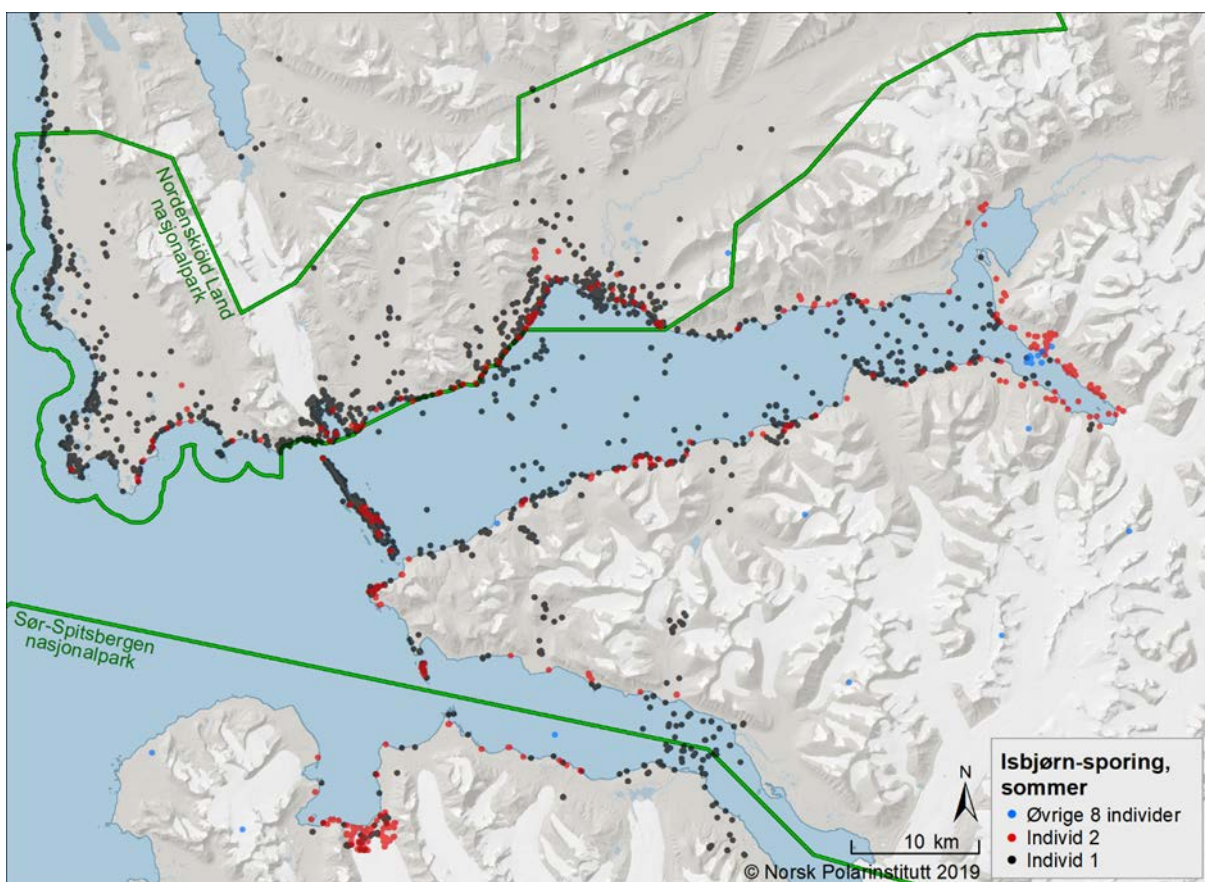 Nordenskiöld Land
nasjonalpark
Sør-Spitsbergen
nasjonalpark
Isbjørn-sporing,
sommer
Øvrige 8 individer
Individ 2
Individ 1
N
10 km
© Norsk Polarinstitutt 2019